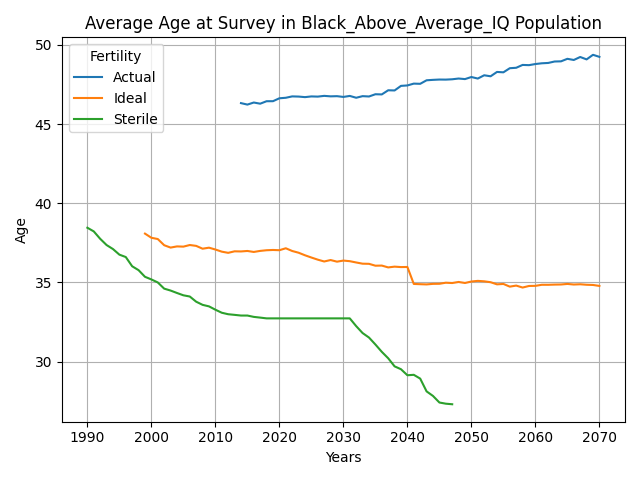 Average Age at Survey in Black_Above_Average_IQ Population
Fertility
Actual
Ideal
Sterile
Age
50
45
40
35
30
1990 2000 2010 2020 2030 2040 2050 2060 2070
Years